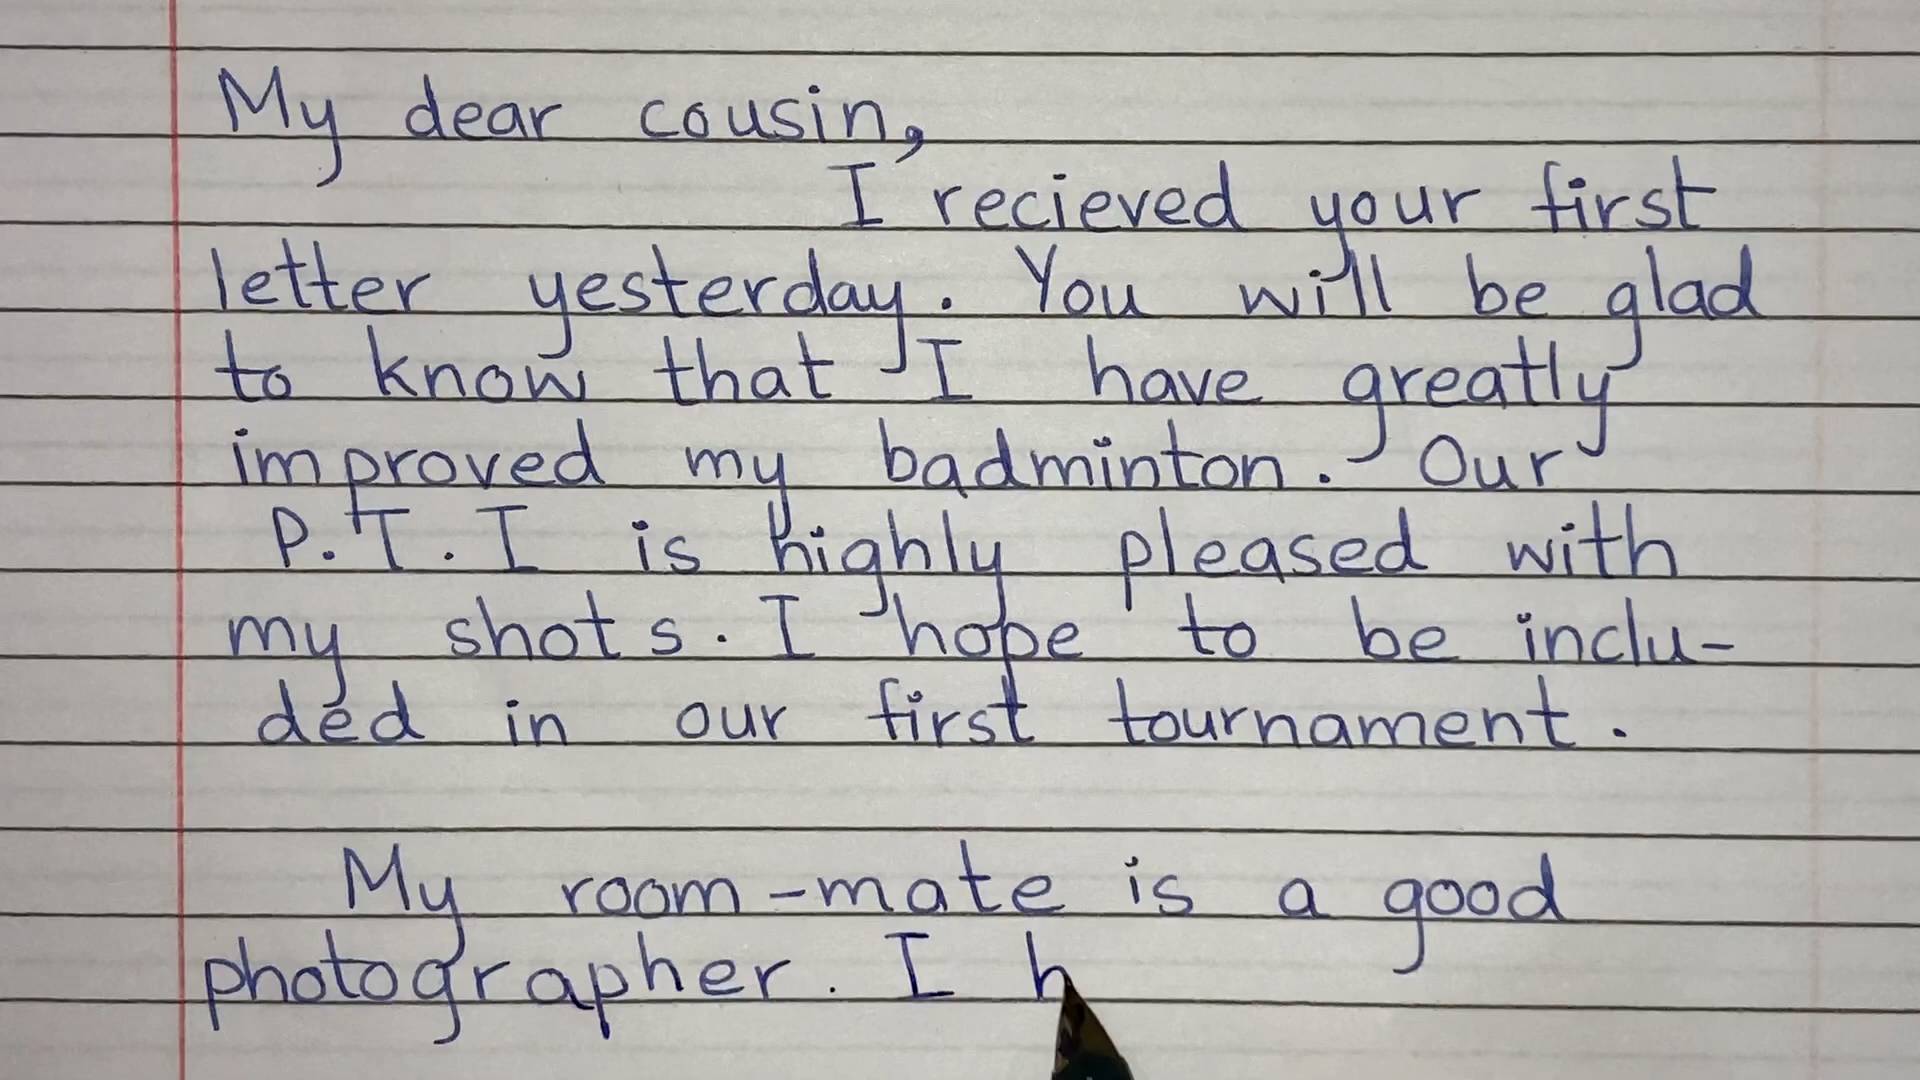 My dear cousin,
I recieved your first
letter yesterday. You will be glad
to know that I have greatly
improved my badminton. Our
P.T.I is highly pleased with
my shots. I hope to be inclu-
ded in our first tournament.
My room-mate is a good
photographer. I h